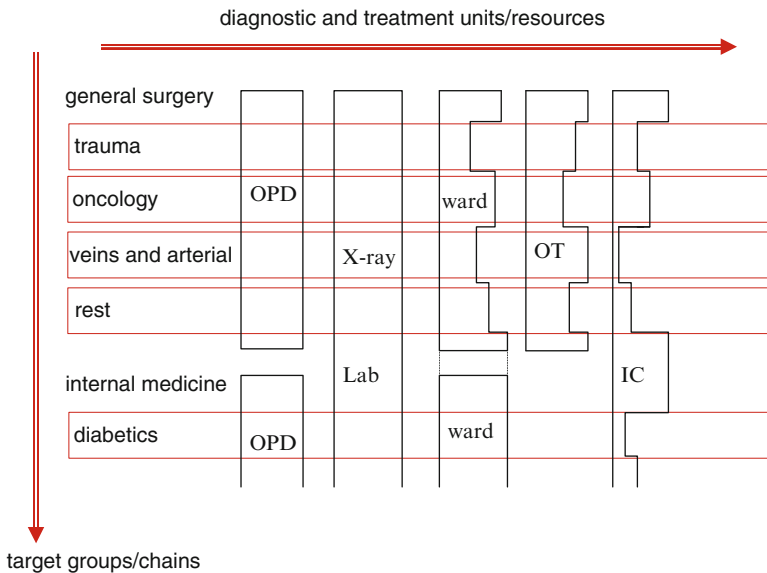 diagnostic and treatment units/resources
general surgery
trauma
oncology
OPD
ward
veins and arterial
X-ray
OT
rest
Lab
IC
internal medicine
diabetics
OPD
ward
target groups/chains